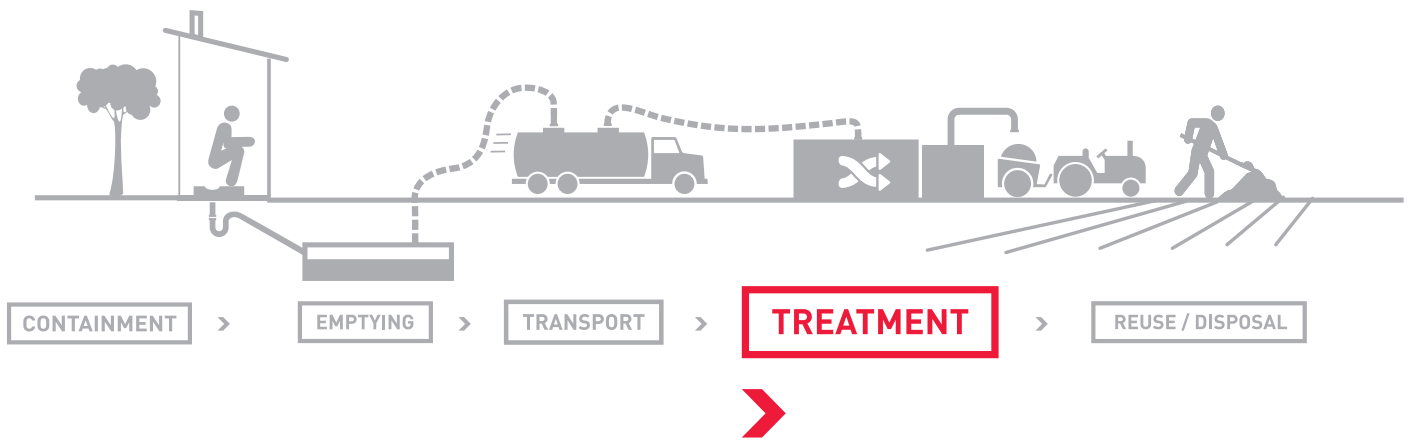 CONTAINMENT
EMPTYING
TRANSPORT
TREATMENT
REUSE / DISPOSAL